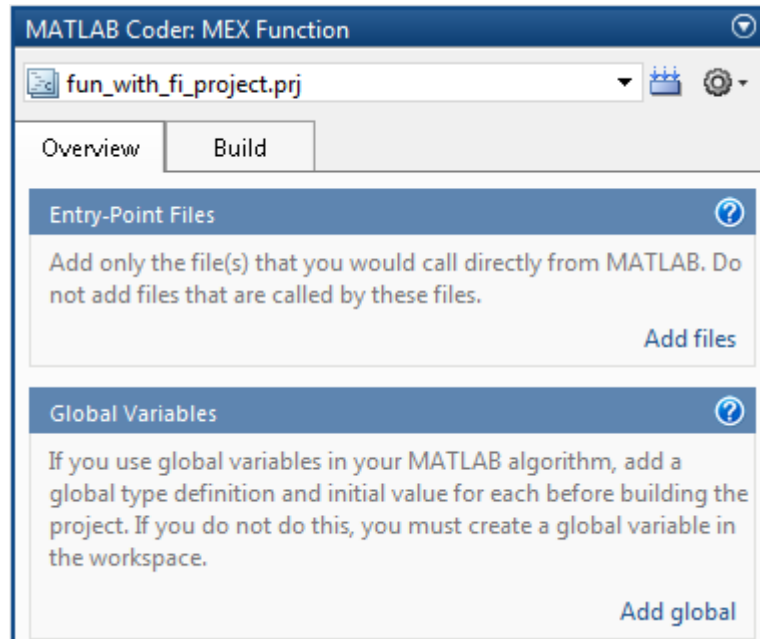 MATLAB Coder: MEX Function
fun_with_fi_project.prj
Overview Build
Entry-Point Files
Add only the file(s) that you would call directly from MATLAB. Do
not add files that are called by these files.
Add files
Global Variables
If you use global variables in your MATLAB algorithm, add a
global type definition and initial value for each before building the
project. If you do not do this, you must create a global variable in
the workspace.
Add global